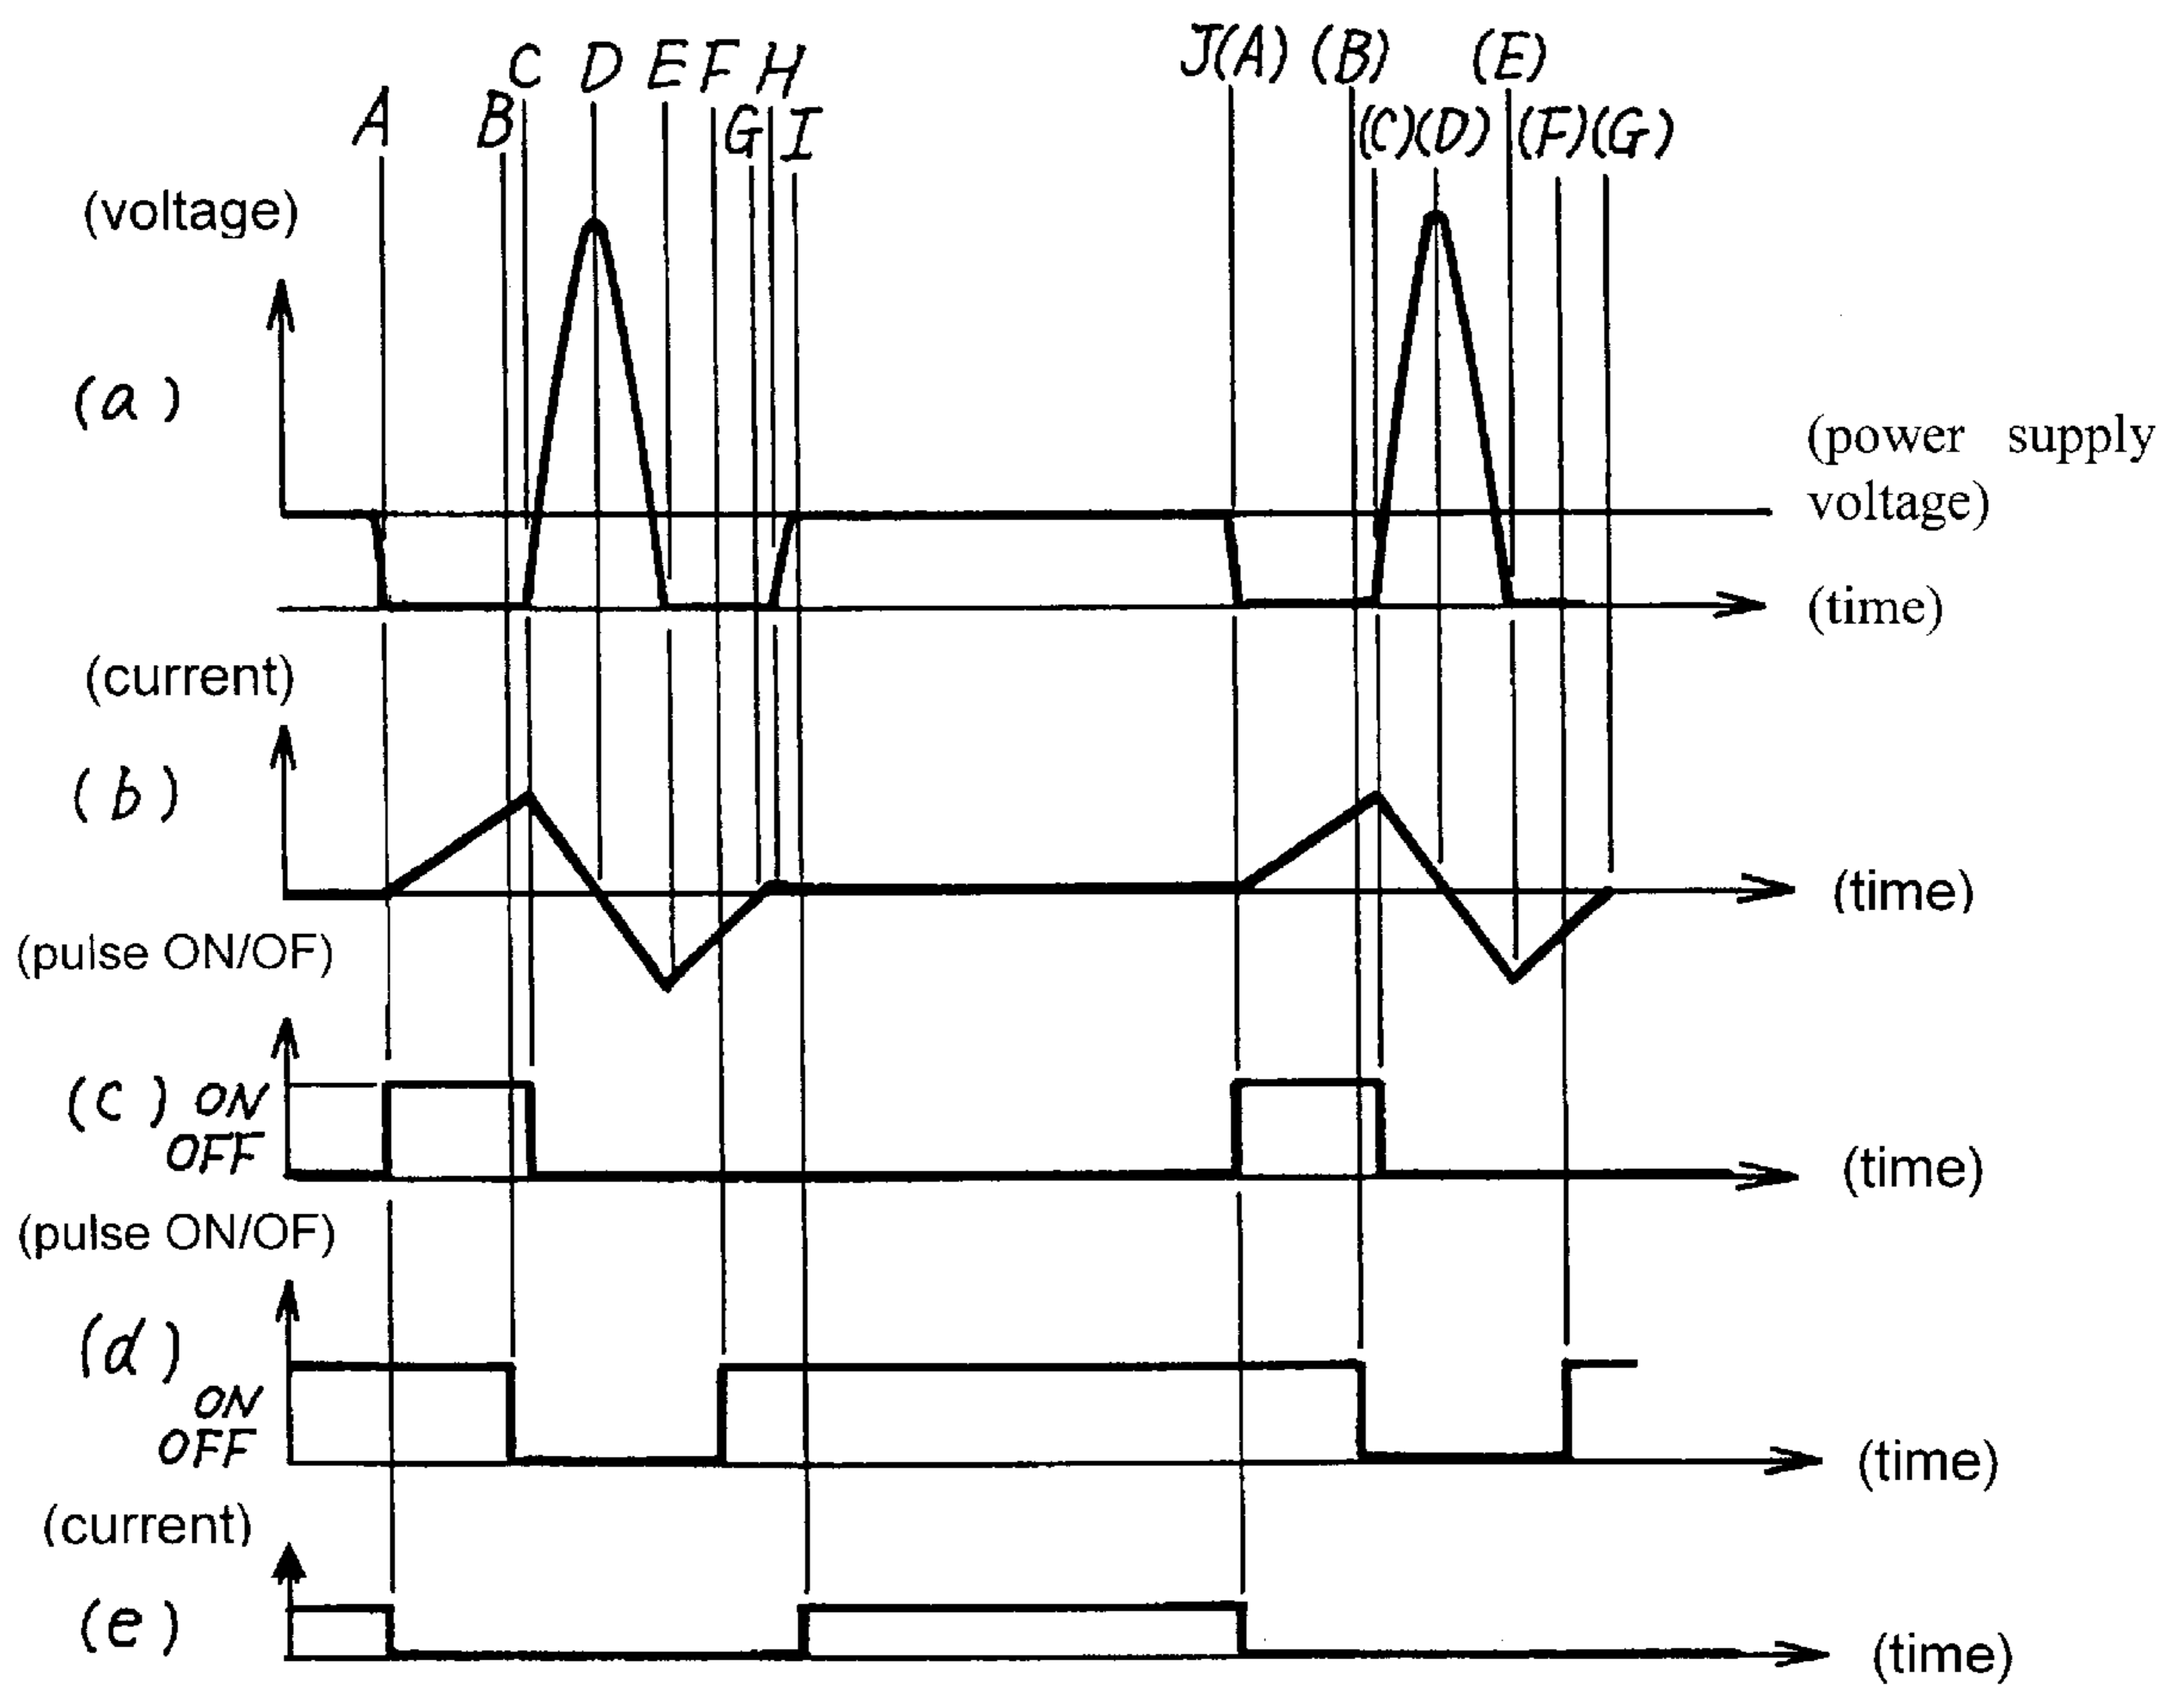 C D E F H J(A) (B) (E)
A B G I (C)(D) (F)(G)
(voltage)
(a)
(power supply
voltage)
(time)
(current)
(b)
(time)
(pulse ON/OF)
(c) ON
OFF
(time)
(pulse ON/OF)
(d)
ON
OFF
(time)
(current)
(e)
(time)